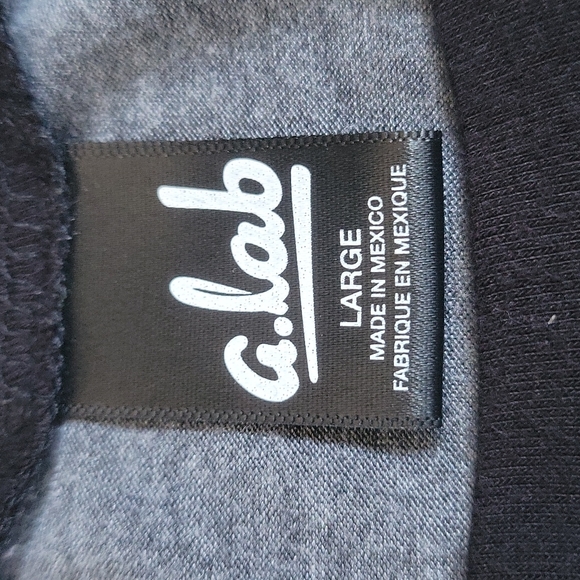 a.lab
LARGE
MADE IN MEXICO
FABRIQUE EN MEXIQUE